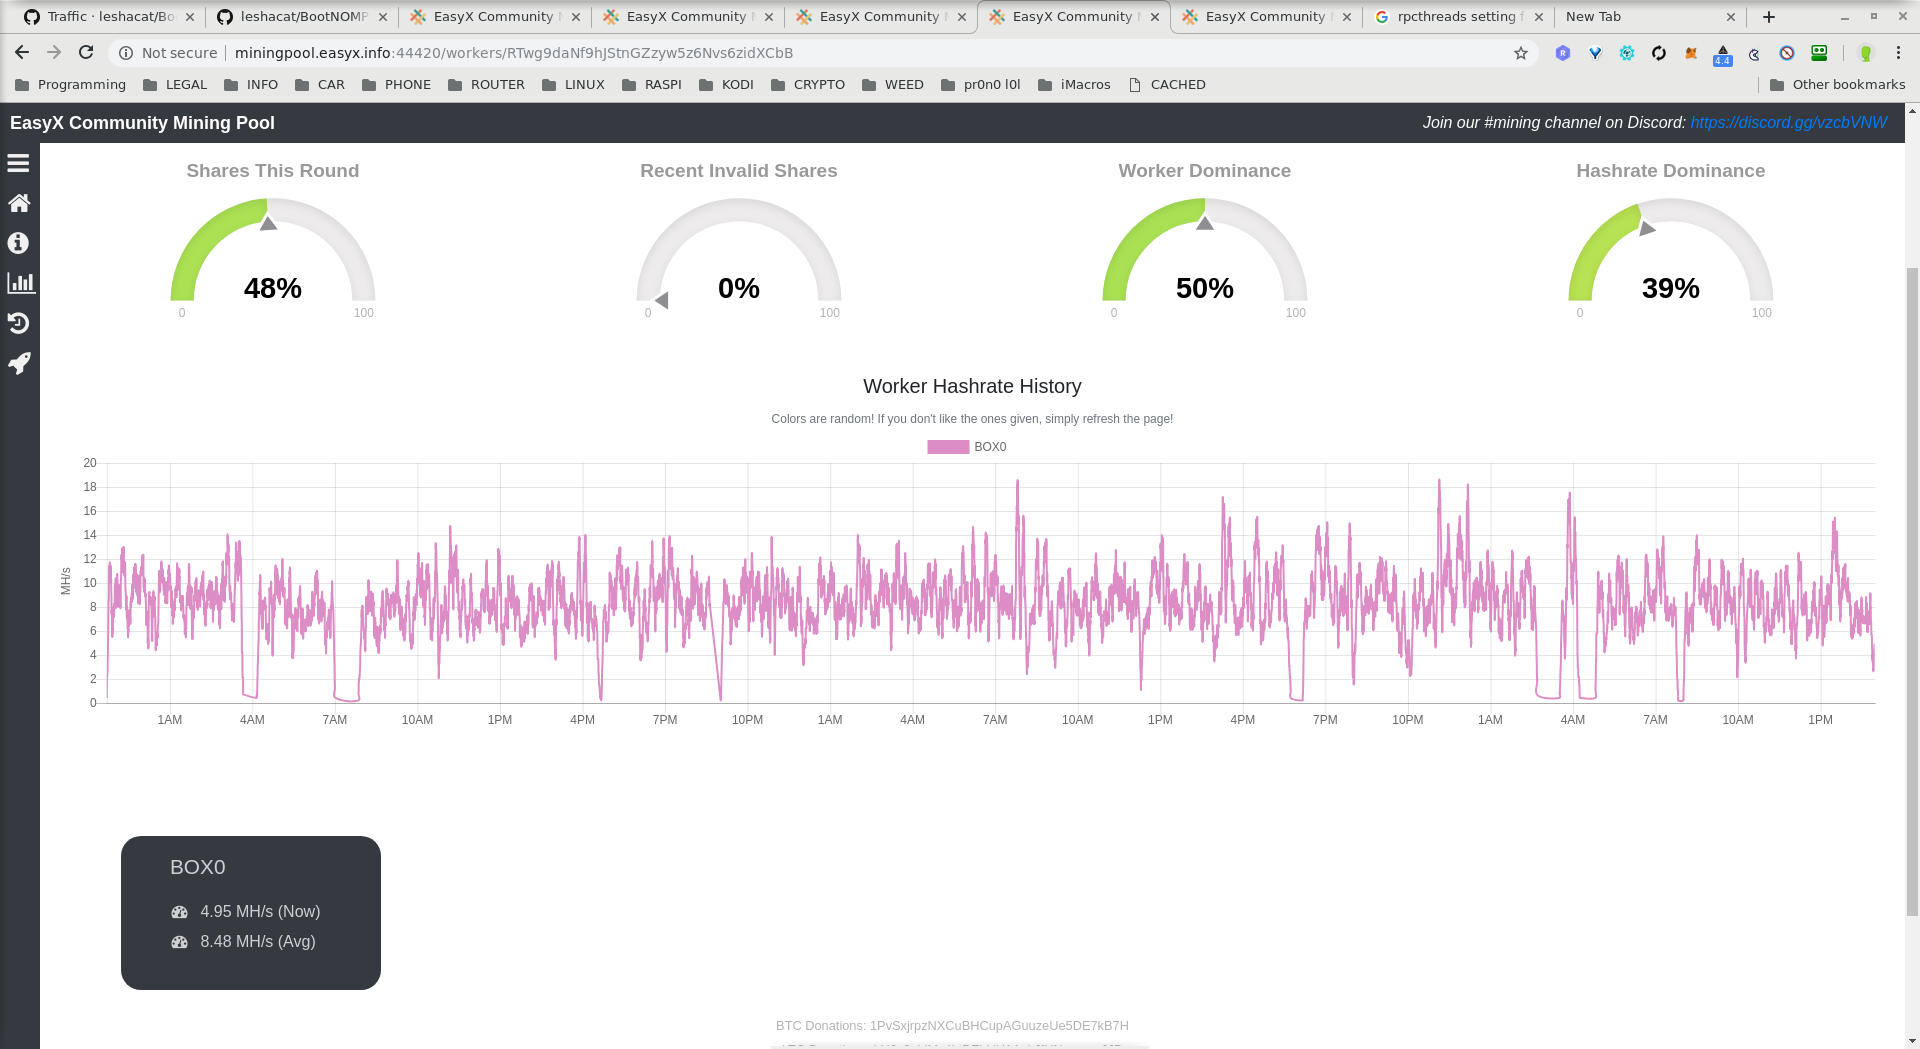 Traffic · leshacat/Bo
leshacat/BootNOMP
EasyX Community
EasyX Community
EasyX Community
EasyX Community
EasyX Community
rpcthreads setting f
New Tab
Not secure
miningpool.easyx.info:44420/workers/RTwg9daNf9hJStnGZzyw5z6Nvs6zidXCbB
4.4
Programming
LEGAL
INFO
CAR
PHONE
ROUTER
LINUX
RASPI
KODI
CRYPTO
WEED
pr0n0 l0l
iMacros
CACHED
Other bookmarks
EasyX Community Mining Pool
Join our #mining channel on Discord: https://discord.gg/vzcbVNW
Shares This Round
48%
0 100
Recent Invalid Shares
0%
0 100
Worker Dominance
50%
0 100
Hashrate Dominance
39%
0 100
Worker Hashrate History
Colors are random! If you don't like the ones given, simply refresh the page!
BOX0
MH/s
20
18
16
14
12
10
8
6
4
2
0
1AM 4AM 7AM 10AM 1PM 4PM 7PM 10PM 1AM 4AM 7AM 10AM 1PM 4PM 7PM 10PM 1AM 4AM 7AM 10AM 1PM
BOX0
4.95 MH/s (Now)
8.48 MH/s (Avg)
BTC Donations: 1PvSxjrpzNXCuBHCupAGuuzeUe5DE7kB7H